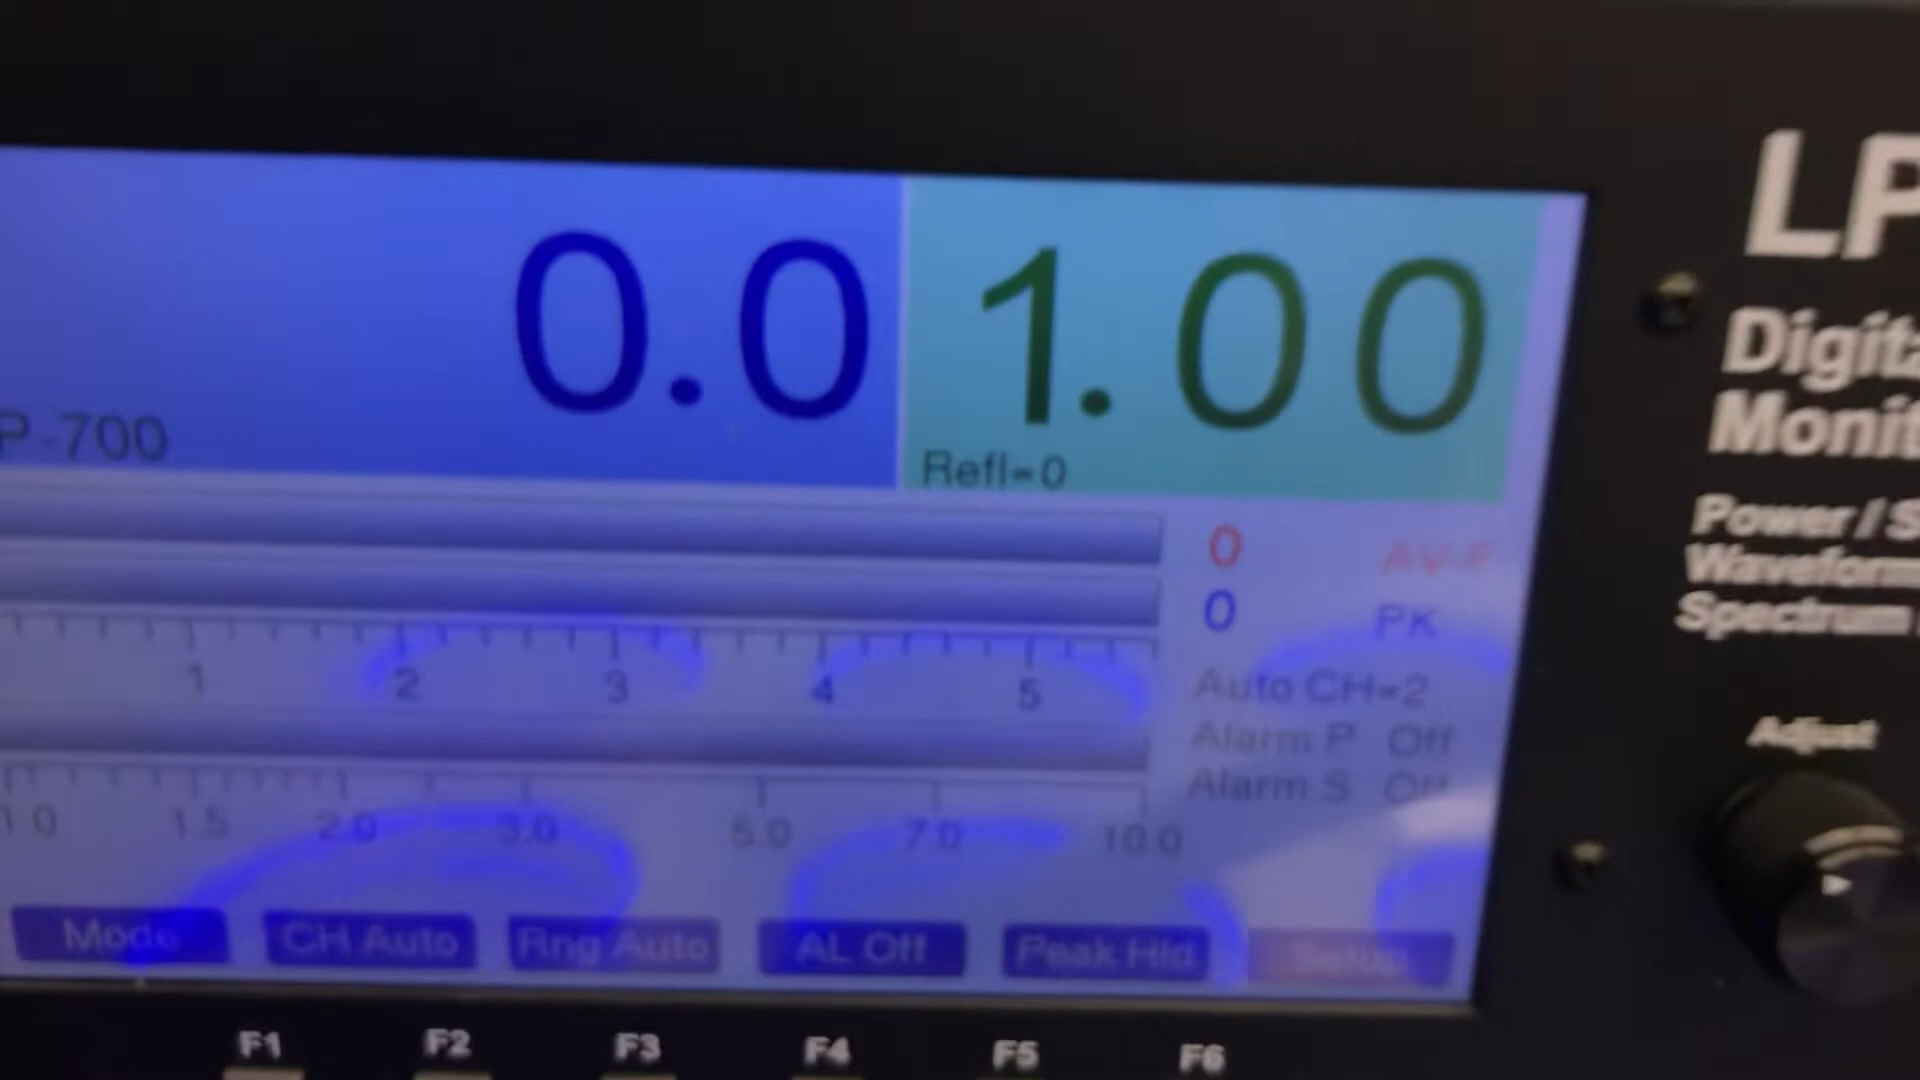 0.0 1.00
P-700 Refl=0
0 AV-F
0 PK
1 2 3 4 5
Auto CH=2
Alarm P Off
Alarm S Off
1.0 1.5 2.0 3.0 5.0 7.0 10.0
Mode CH Auto Rng Auto AL Off Peak Hld Setup
F1 F2 F3 F4 F5 F6
LP
Digita
Monit
Power / S
Waveform
Spectrum
Adjust